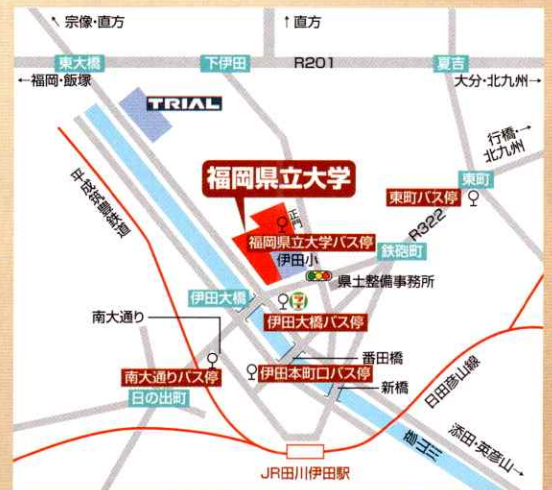 ↖宗像・直方
↑直方
東大橋
下伊田
R201
夏吉
←福岡・飯塚
大分・北九州→
TRIAL
行橋・→
北九州
平成筑豊鉄道
福岡県立大学
東町
東町バス停
正門
R322
福岡県立大学バス停
伊田小
鉄砲町
県土整備事務所
伊田大橋
7
南大通り
伊田大橋バス停
番田橋
南大通りバス停
伊田本町口バス停
日の出町
新橋
日田彦山線
彦山川
添田・英彦山→
JR田川伊田駅